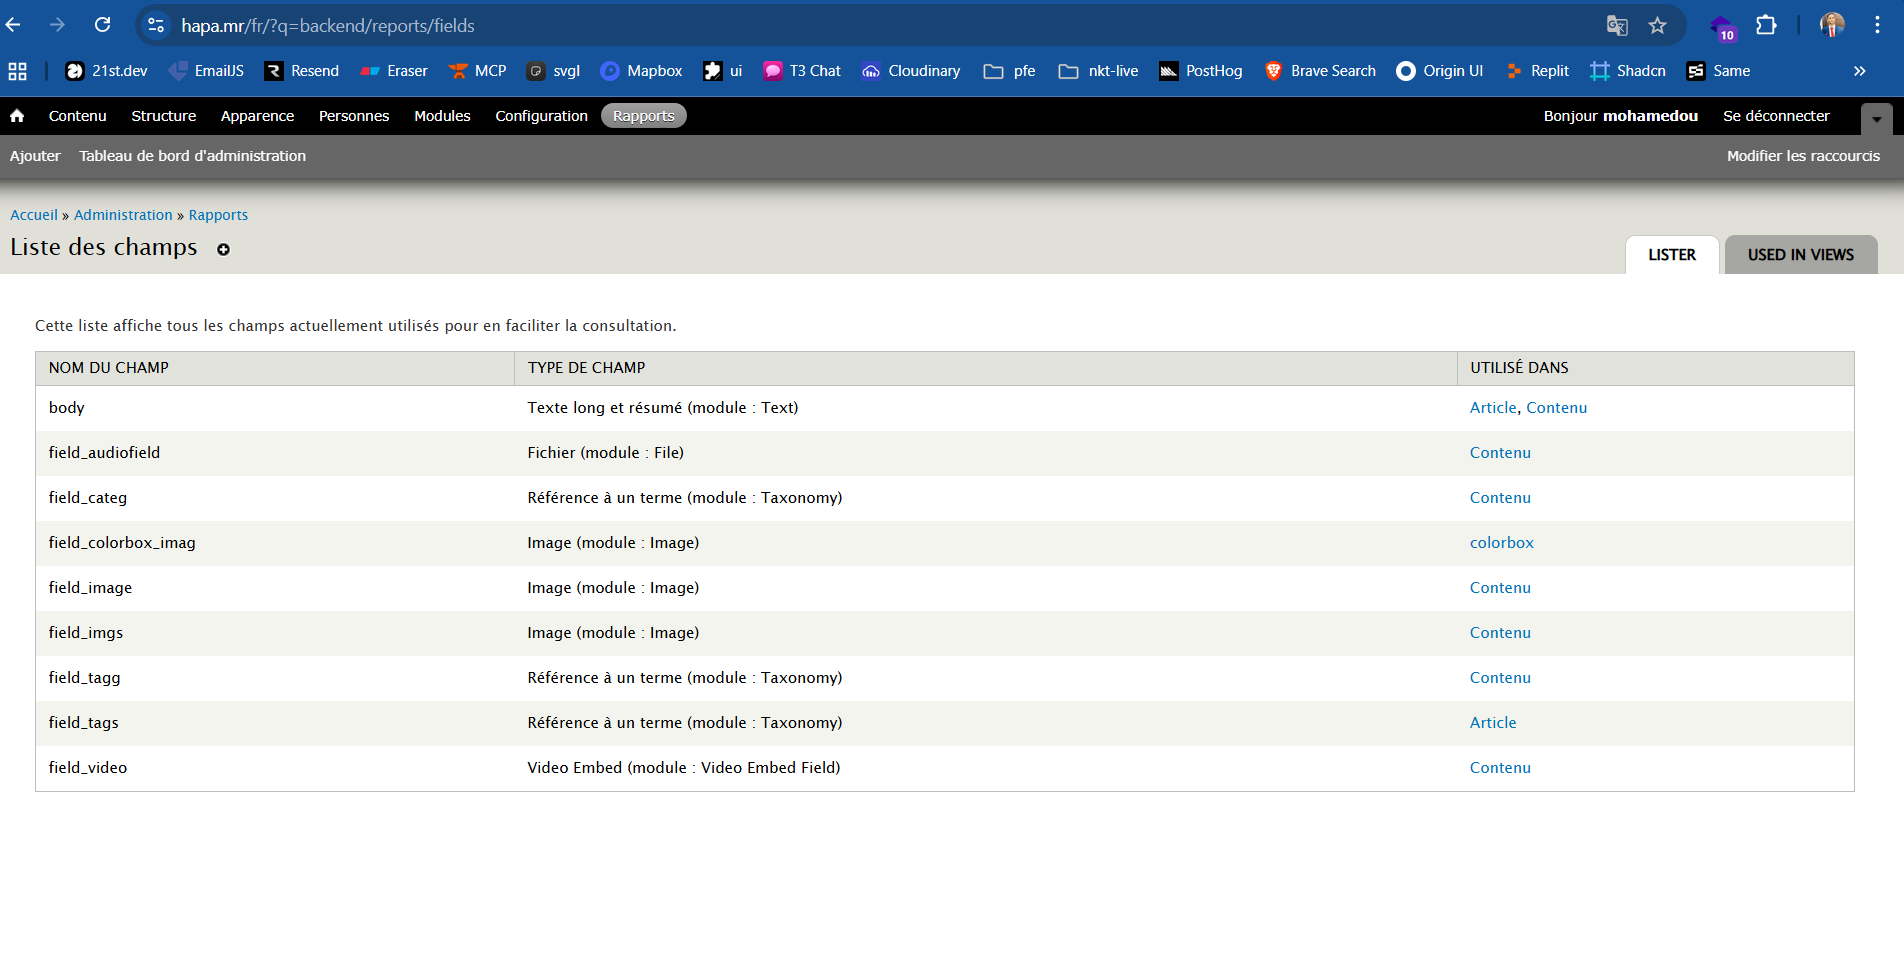 hapa.mr/fr/?q=backend/reports/fields
10
21st.dev EmailJS Resend Eraser MCP svgl Mapbox ui T3 Chat Cloudinary pfe nkt-live PostHog Brave Search Origin UI Replit Shadcn Same »
Contenu Structure Apparence Personnes Modules Configuration Rapports Bonjour mohamedou Se déconnecter
Ajouter Tableau de bord d'administration Modifier les raccourcis
Accueil » Administration » Rapports
Liste des champs
LISTER USED IN VIEWS
Cette liste affiche tous les champs actuellement utilisés pour en faciliter la consultation.
NOM DU CHAMP TYPE DE CHAMP UTILISÉ DANS
body Texte long et résumé (module : Text) Article, Contenu
field_audiofield Fichier (module : File) Contenu
field_categ Référence à un terme (module : Taxonomy) Contenu
field_colorbox_imag Image (module : Image) colorbox
field_image Image (module : Image) Contenu
field_imgs Image (module : Image) Contenu
field_tagg Référence à un terme (module : Taxonomy) Contenu
field_tags Référence à un terme (module : Taxonomy) Article
field_video Video Embed (module : Video Embed Field) Contenu